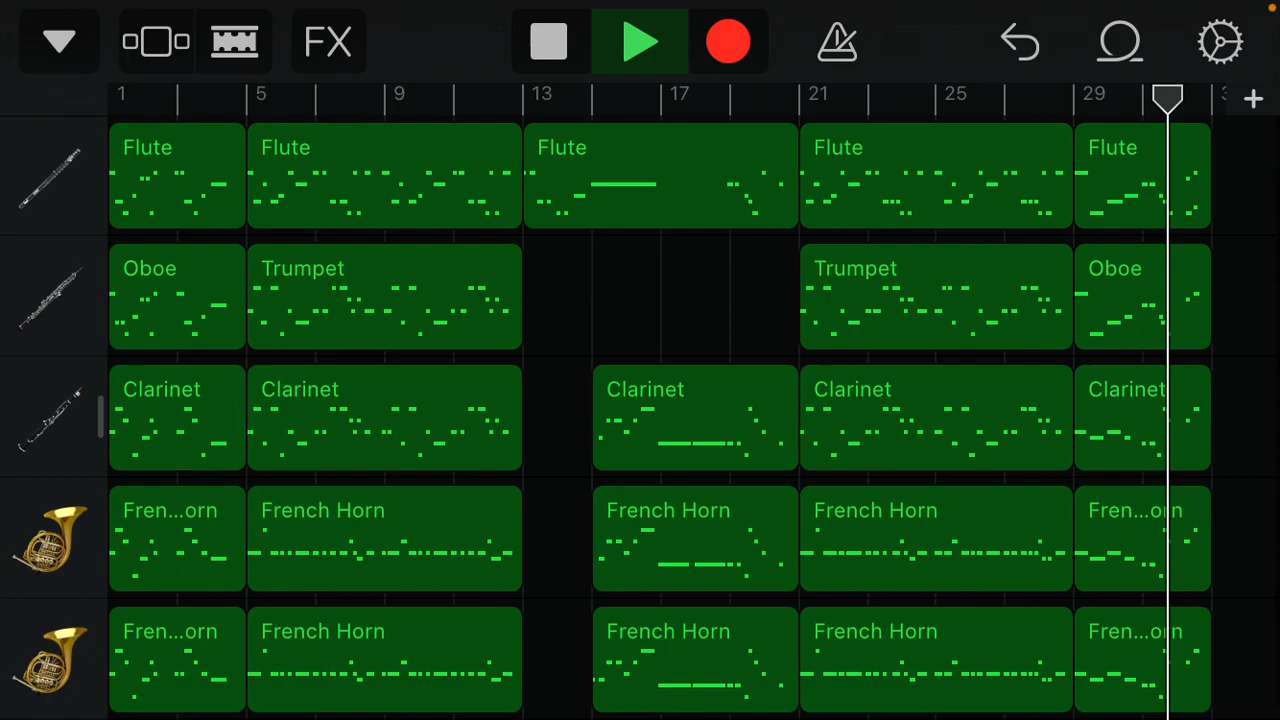 FX
1 5 9 13 17 21 25 29 +
Flute Flute Flute Flute Flute
Oboe Trumpet Trumpet Oboe
Clarinet Clarinet Clarinet Clarinet Clarinet
Fren...orn French Horn French Horn French Horn Fren...orn
Fren...orn French Horn French Horn French Horn Fren...orn